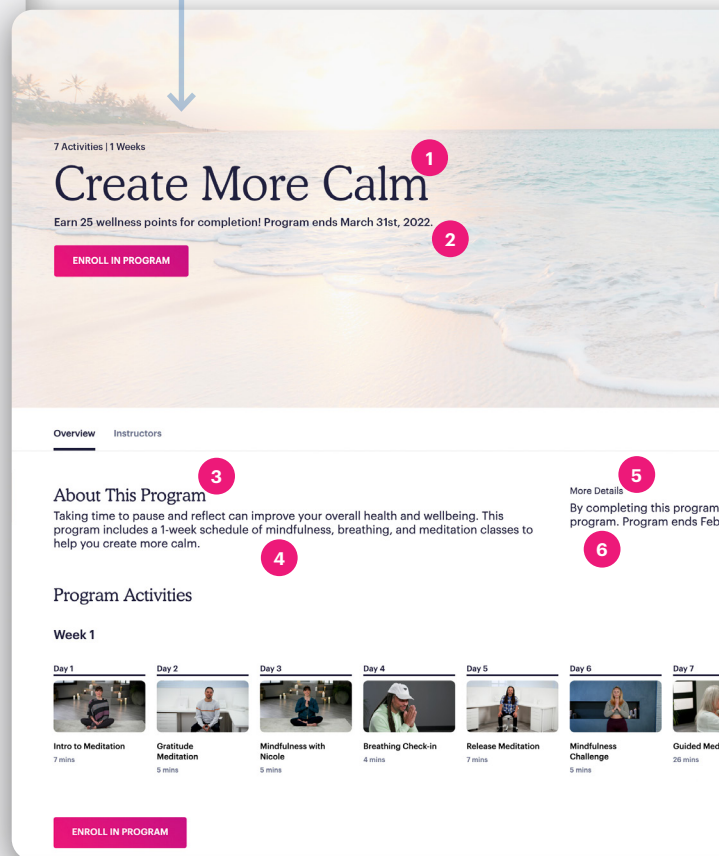 7 Activities | 1 Weeks
1
Create More Calm
Earn 25 wellness points for completion! Program ends March 31st, 2022.
2
ENROLL IN PROGRAM
Overview Instructors
3
About This Program
Taking time to pause and reflect can improve your overall health and wellbeing. This
program includes a 1-week schedule of mindfulness, breathing, and meditation classes to
help you create more calm.
4
5
More Details
By completing this program
program. Program ends Feb
6
Program Activities
Week 1
Day 1 Day 2 Day 3 Day 4 Day 5 Day 6 Day 7
Intro to Meditation
7 mins
Gratitude
Meditation
5 mins
Mindfulness with
Nicole
5 mins
Breathing Check-in
4 mins
Release Meditation
7 mins
Mindfulness
Challenge
5 mins
Guided Med
26 mins
ENROLL IN PROGRAM